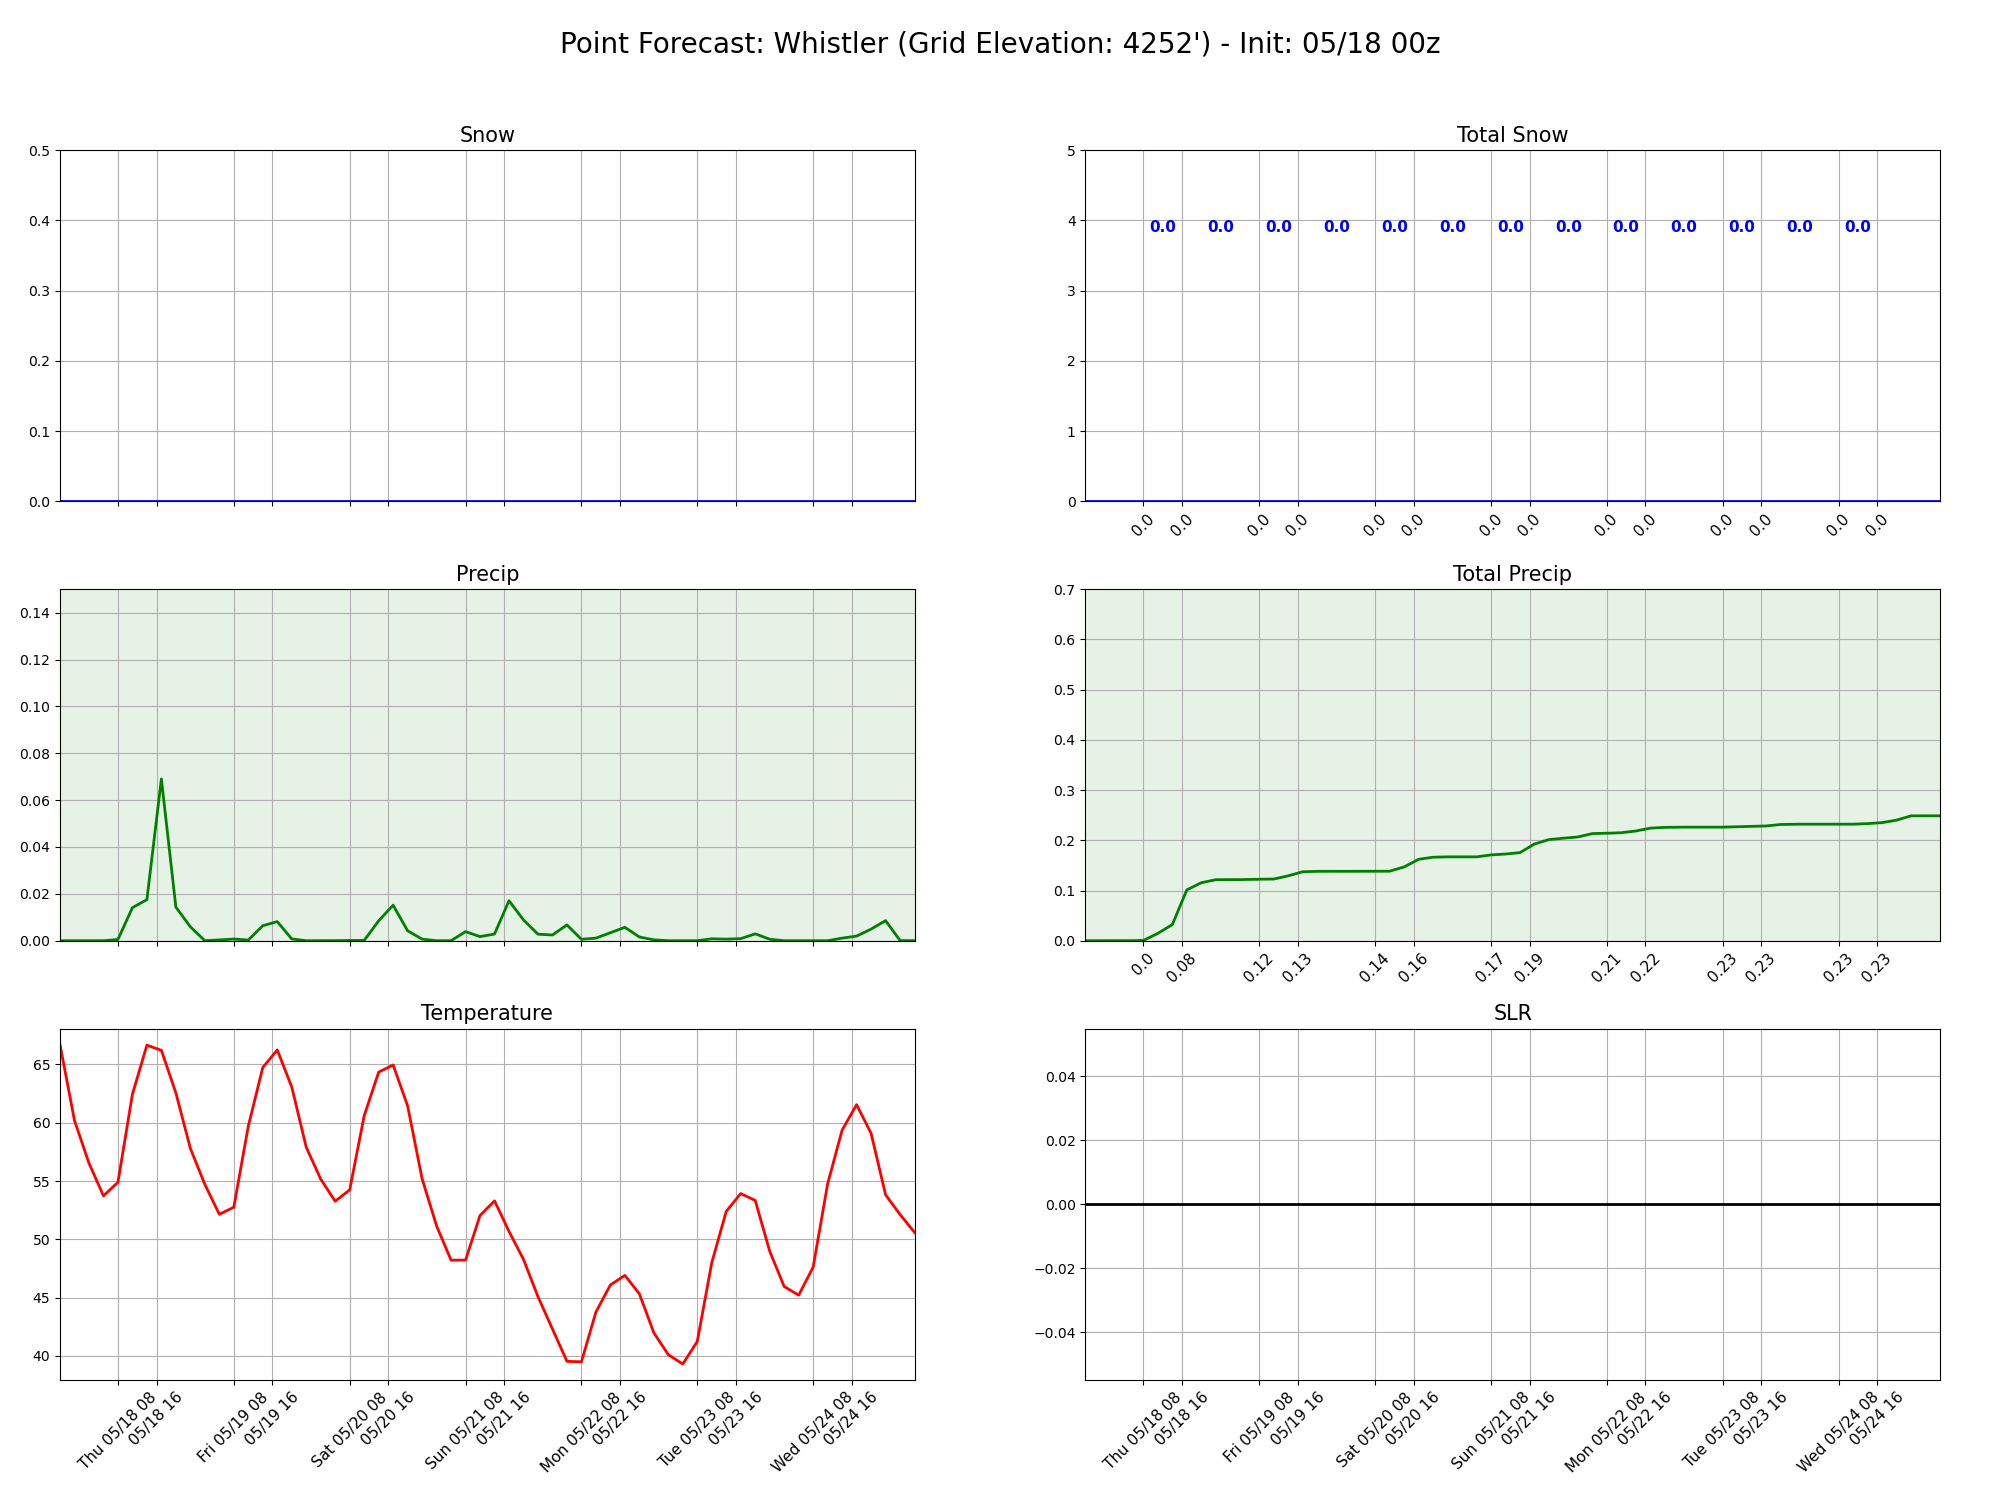 Point Forecast: Whistler (Grid Elevation: 4252') - Init: 05/18 00z
Snow
0.5
0.4
0.3
0.2
0.1
0.0
Total Snow
5
4
3
2
1
0
0.0 0.0 0.0 0.0 0.0 0.0 0.0 0.0 0.0 0.0 0.0 0.0 0.0
0.0 0.0 0.0 0.0 0.0 0.0 0.0 0.0 0.0 0.0 0.0 0.0 0.0 0.0
Precip
0.14
0.12
0.10
0.08
0.06
0.04
0.02
0.00
Total Precip
0.7
0.6
0.5
0.4
0.3
0.2
0.1
0.0
0.0 0.08 0.12 0.13 0.14 0.16 0.17 0.19 0.21 0.22 0.23 0.23 0.23 0.23
Temperature
65
60
55
50
45
40
Thu 05/18 08
05/18 16
Fri 05/19 08
05/19 16
Sat 05/20 08
05/20 16
Sun 05/21 08
05/21 16
Mon 05/22 08
05/22 16
Tue 05/23 08
05/23 16
Wed 05/24 08
05/24 16
SLR
0.04
0.02
0.00
−0.02
−0.04
Thu 05/18 08
05/18 16
Fri 05/19 08
05/19 16
Sat 05/20 08
05/20 16
Sun 05/21 08
05/21 16
Mon 05/22 08
05/22 16
Tue 05/23 08
05/23 16
Wed 05/24 08
05/24 16